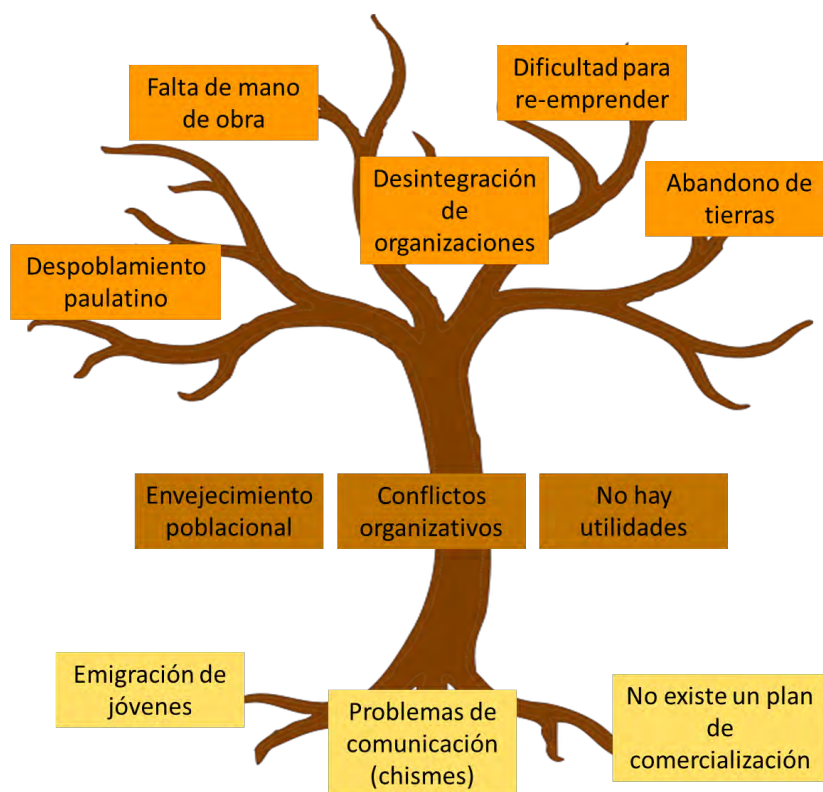 Falta de mano
de obra
Dificultad para
re-emprender
Desintegración
de
organizaciones
Abandono de
tierras
Despoblamiento
paulatino
Envejecimiento
poblacional
Conflictos
organizativos
No hay
utilidades
Emigración de
jóvenes
Problemas de
comunicación
(chismes)
No existe un plan
de
comercialización